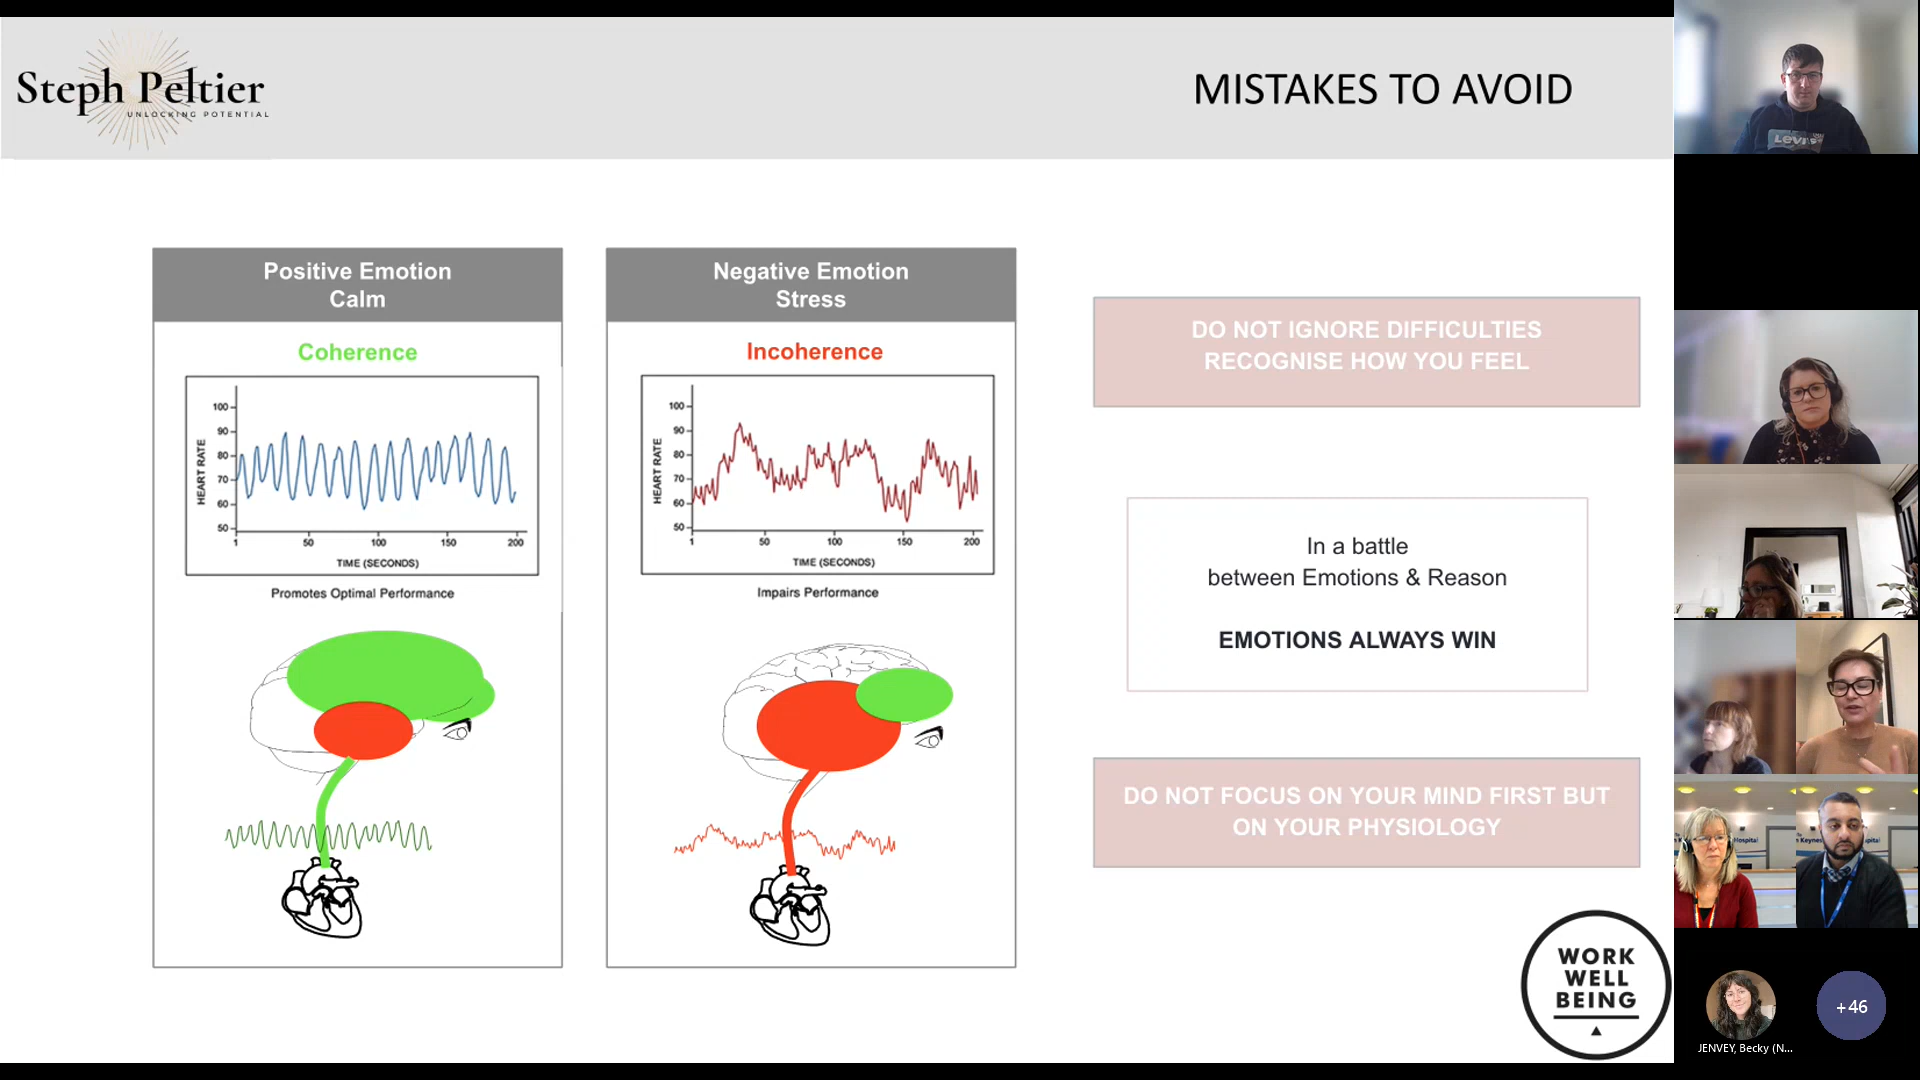 Steph Peltier
UNLOCKING POTENTIAL
MISTAKES TO AVOID
Positive Emotion
Calm
Coherence
HEART RATE
100
90
80
70
60
50
1
50
100
150
200
TIME (SECONDS)
Promotes Optimal Performance
Negative Emotion
Stress
Incoherence
HEART RATE
100
90
80
70
60
50
1
50
100
150
200
TIME (SECONDS)
Impairs Performance
DO NOT IGNORE DIFFICULTIES
RECOGNISE HOW YOU FEEL
In a battle
between Emotions & Reason
EMOTIONS ALWAYS WIN
DO NOT FOCUS ON YOUR MIND FIRST BUT
ON YOUR PHYSIOLOGY
WORK
WELL
BEING
Levi's
Hospital
Keynes
Hospital
JENVEY, Becky (N...
+46